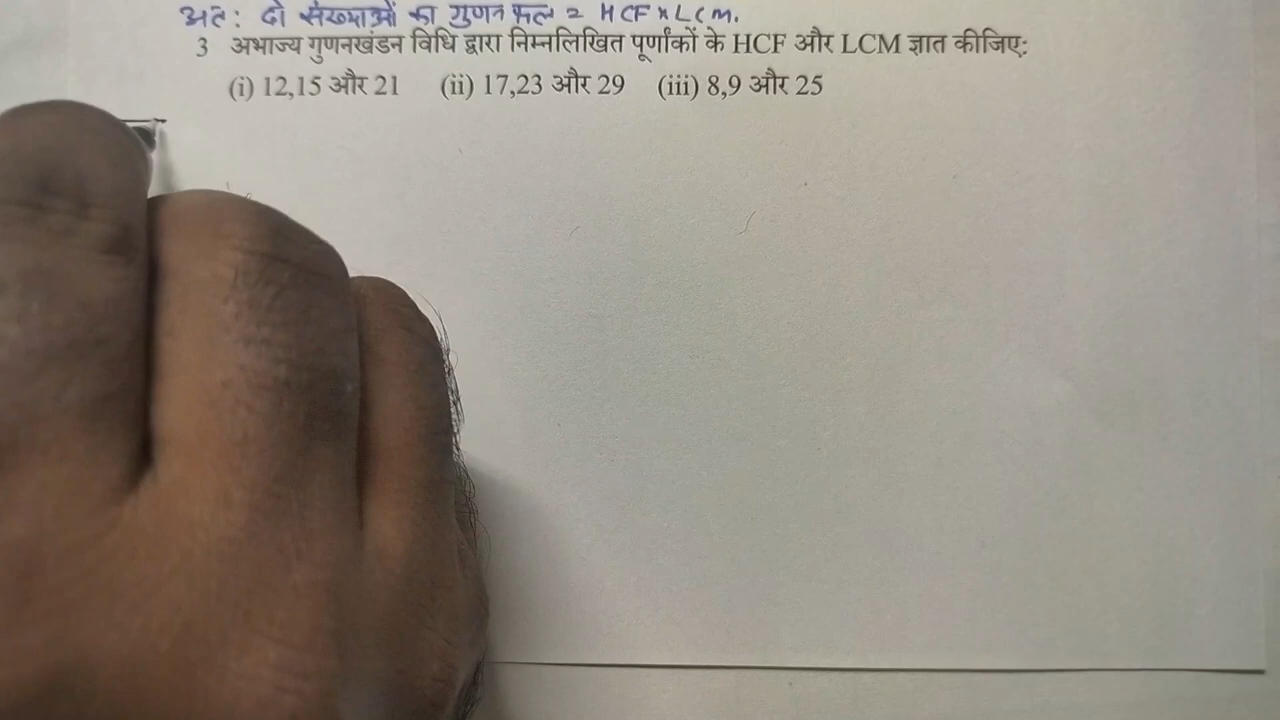 अत: दो संख्याओं का गुणनफल = HCF x LCM.
3 अभाज्य गुणनखंडन विधि द्वारा निम्नलिखित पूर्णांकों के HCF और LCM ज्ञात कीजिए:
(i) 12,15 और 21 (ii) 17,23 और 29 (iii) 8,9 और 25